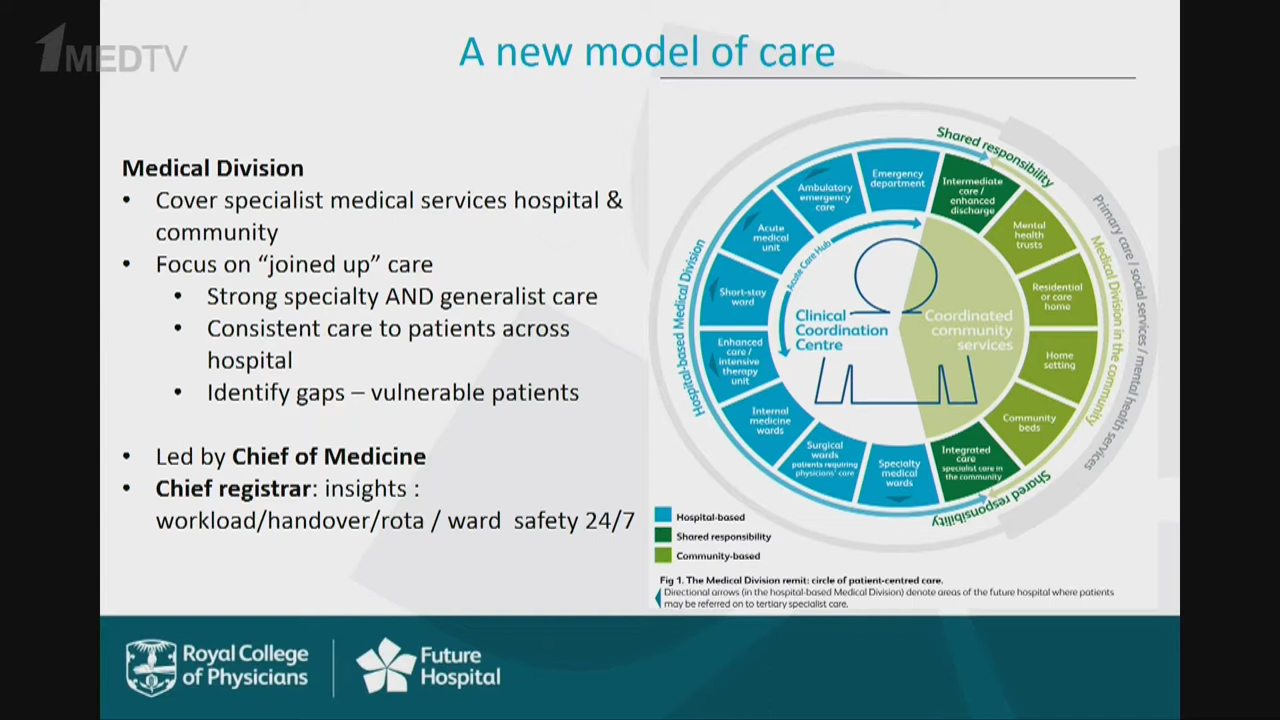 1MEDTV
A new model of care
Medical Division
• Cover specialist medical services hospital &
community
• Focus on “joined up” care
• Strong specialty AND generalist care
• Consistent care to patients across
hospital
• Identify gaps – vulnerable patients
• Led by Chief of Medicine
• Chief registrar: insights :
workload/handover/rota / ward safety 24/7
Shared responsibility
Primary care / social services / mental health services
Medical Division in the community
Hospital-based Medical Division
Emergency
department
Intermediate
care /
enhanced
discharge
Mental
health
trusts
Residential
or care
home
Home
setting
Community
beds
Integrated
care
specialist care in
the community
Specialty
medical
wards
Surgical
wards
patients requiring
physicians' care
Internal
medicine
wards
Enhanced
care /
intensive
therapy
unit
Short-stay
ward
Acute
medical
unit
Ambulatory
emergency
care
Acute Care Hub
Clinical
Coordination
Centre
Coordinated
community
services
Shared responsibility
Hospital-based
Shared responsibility
Community-based
Fig 1. The Medical Division remit: circle of patient-centred care.
Directional arrows (in the hospital-based Medical Division) denote areas of the future hospital where patients
may be referred on to tertiary specialist care.
Royal College
of Physicians
Future
Hospital